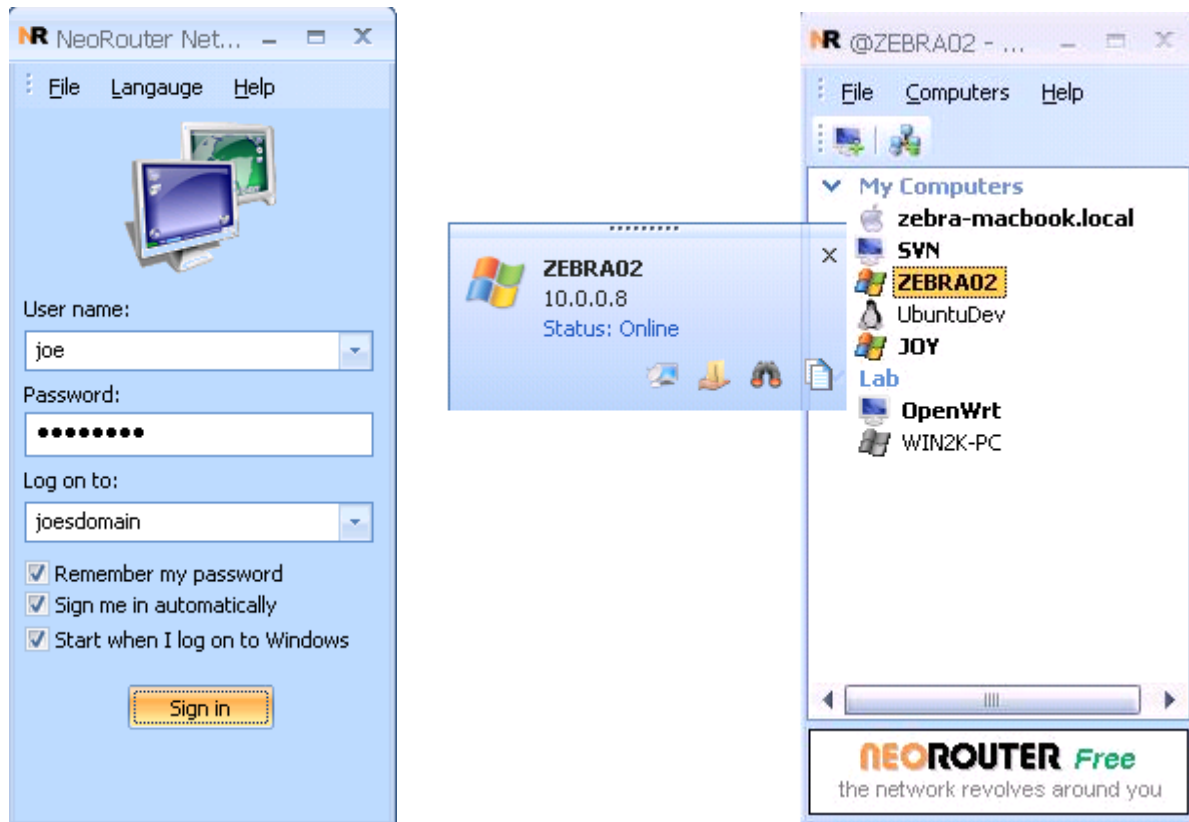 NR NeoRouter Net...
File Langauge Help
User name:
joe
Password:
••••••••
Log on to:
joesdomain
Remember my password
Sign me in automatically
Start when I log on to Windows
Sign in
ZEBRA02
10.0.0.8
Status: Online
NR @ZEBRA02 - ...
File Computers Help
My Computers
zebra-macbook.local
SVN
ZEBRA02
UbuntuDev
JOY
Lab
OpenWrt
WIN2K-PC
NEOROUTER Free
the network revolves around you